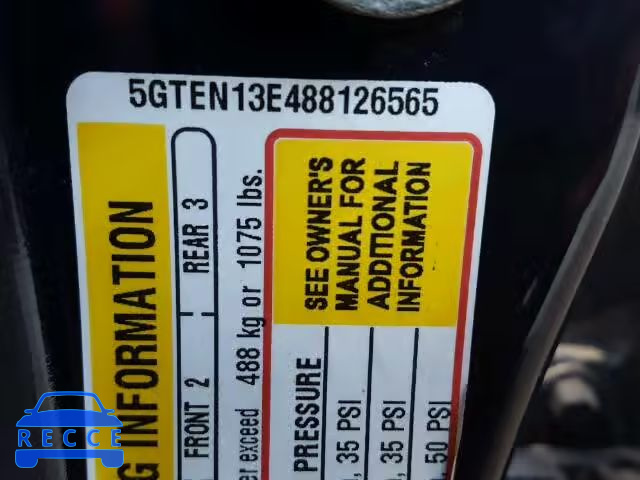 5GTEN13E488126565
G INFORMATION
FRONT 2 REAR 3
er exceed 488 kg or 1075 lbs.
SEE OWNER'S
MANUAL FOR
ADDITIONAL
INFORMATION
PRESSURE
, 35 PSI
, 35 PSI
, 50 PSI
RECCE